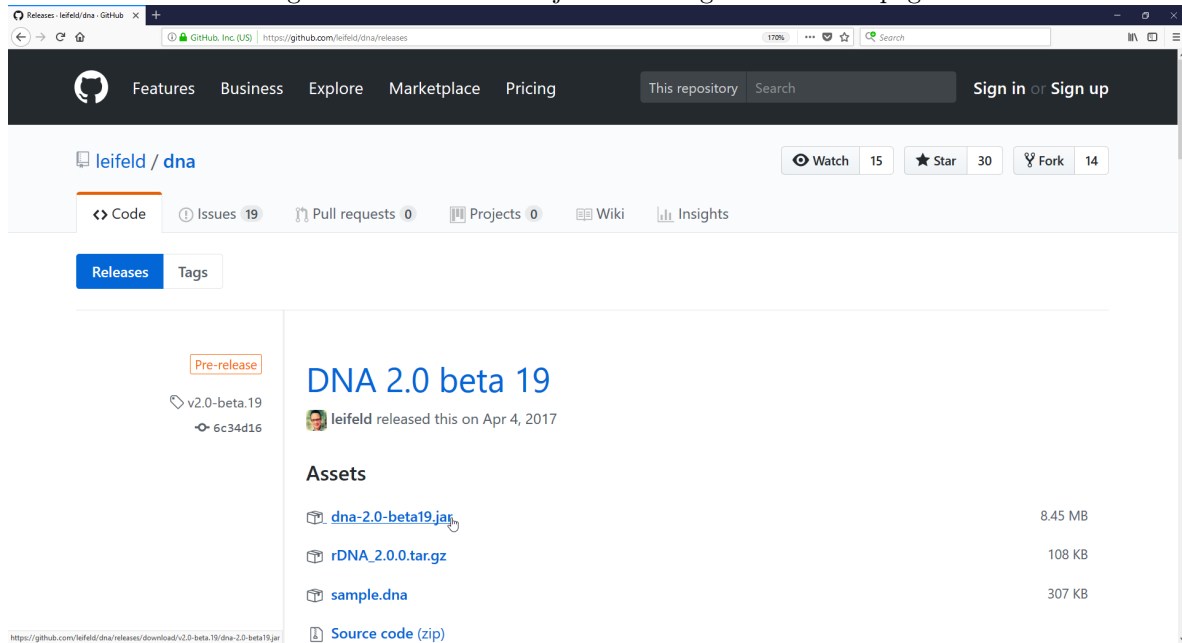 Releases · leifeld/dna · GitHub
GitHub, Inc. (US) https://github.com/leifeld/dna/releases 170% Search
Features Business Explore Marketplace Pricing This repository Search Sign in or Sign up
leifeld / dna Watch 15 Star 30 Fork 14
Code Issues 19 Pull requests 0 Projects 0 Wiki Insights
Releases Tags
Pre-release
v2.0-beta.19
6c34d16
DNA 2.0 beta 19
leifeld released this on Apr 4, 2017
Assets
dna-2.0-beta19.jar 8.45 MB
rDNA_2.0.0.tar.gz 108 KB
sample.dna 307 KB
Source code (zip)
https://github.com/leifeld/dna/releases/download/v2.0-beta.19/dna-2.0-beta19.jar